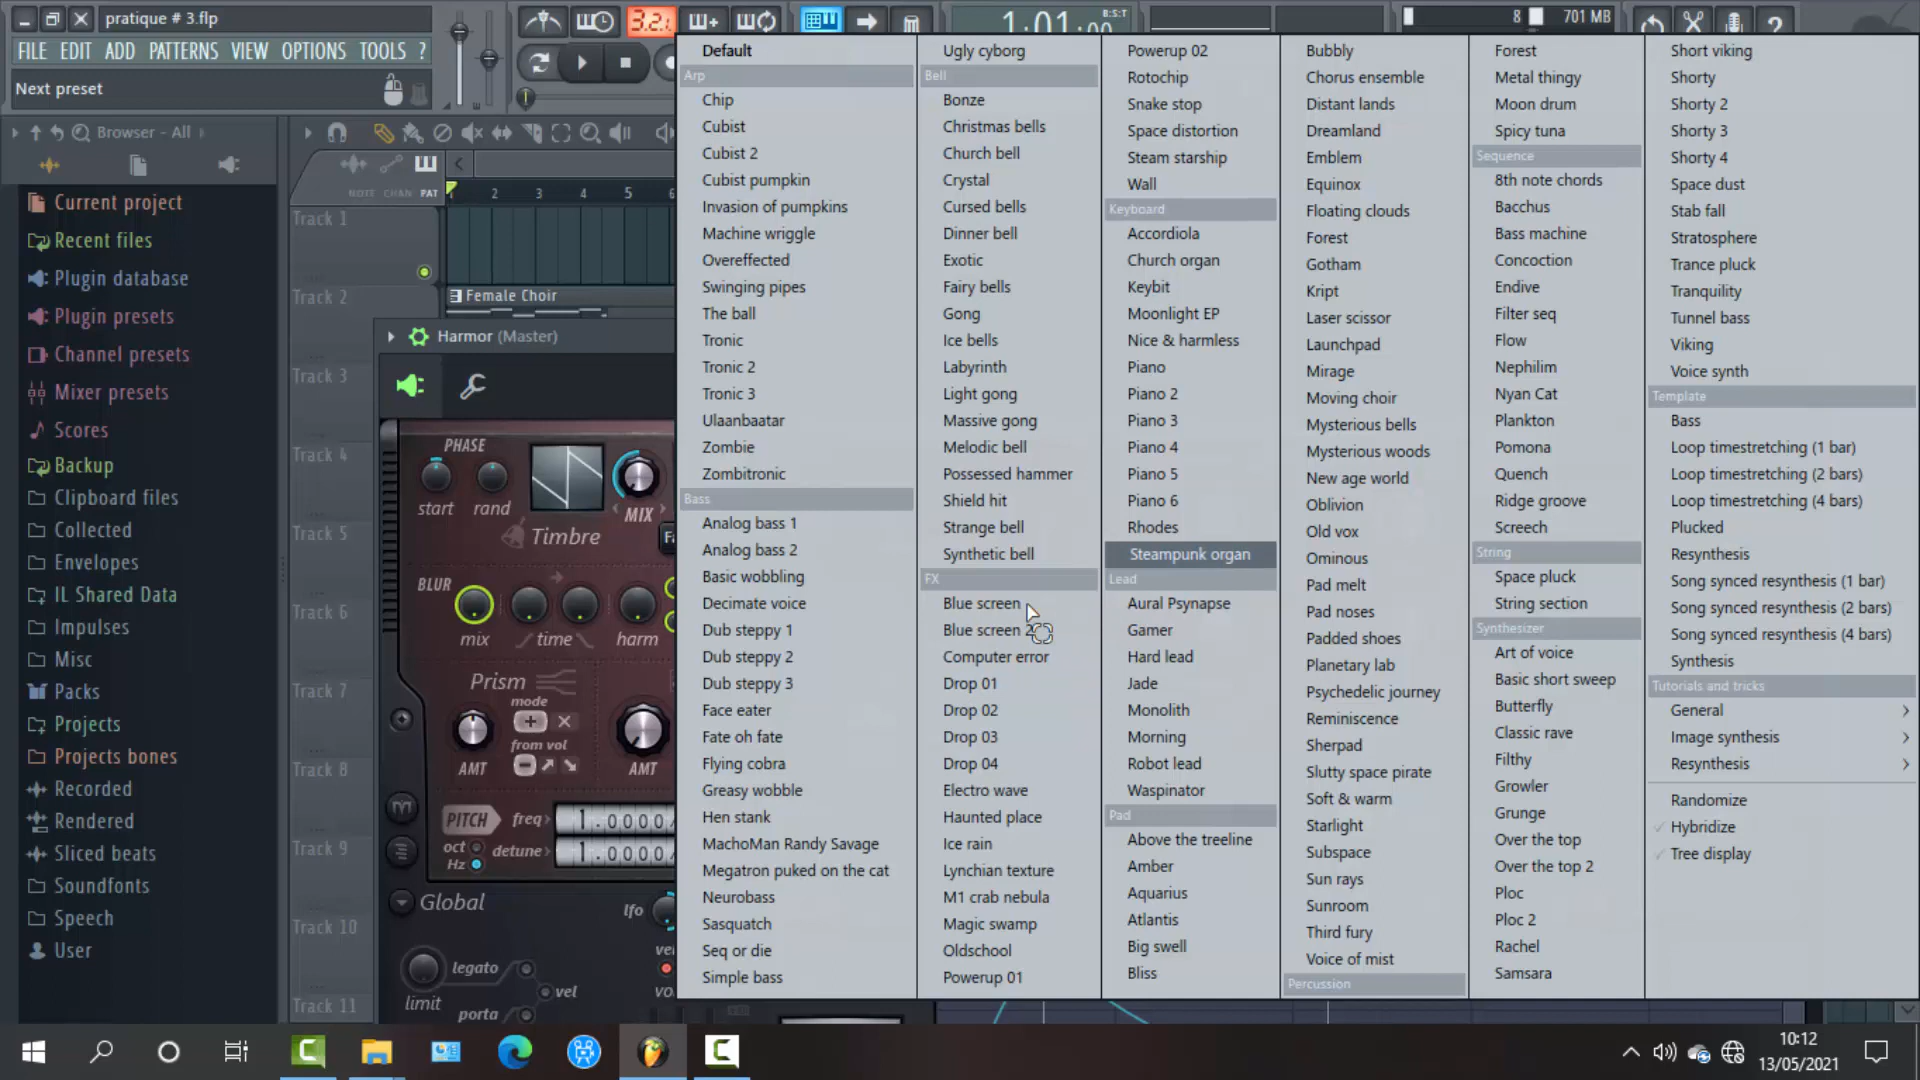 pratique # 3.flp
FILE EDIT ADD PATTERNS VIEW OPTIONS TOOLS ?
Next preset
3.2.
1:01:00
B:S:T
8
701 MB
Browser - All
NOTE CHAN PAT
2 3 4 5
Current project
Recent files
Plugin database
Plugin presets
Channel presets
Mixer presets
Scores
Backup
Clipboard files
Collected
Envelopes
IL Shared Data
Impulses
Misc
Packs
Projects
Projects bones
Recorded
Rendered
Sliced beats
Soundfonts
Speech
User
Track 1
Track 2
Track 3
Track 4
Track 5
Track 6
Track 7
Track 8
Track 9
Track 10
Track 11
Female Choir
Harmor (Master)
PHASE
start rand
MIX
Timbre
BLUR
mix time harm
Prism
mode
from vol
AMT
AMT
PITCH freq 1.0000
oct
Hz
detune 1.0000
Global
lfo
legato
limit
vel
porta
Default
Arp
Chip
Cubist
Cubist 2
Cubist pumpkin
Invasion of pumpkins
Machine wriggle
Overeffected
Swinging pipes
The ball
Tronic
Tronic 2
Tronic 3
Ulaanbaatar
Zombie
Zombitronic
Bass
Analog bass 1
Analog bass 2
Basic wobbling
Decimate voice
Dub steppy 1
Dub steppy 2
Dub steppy 3
Face eater
Fate oh fate
Flying cobra
Greasy wobble
Hen stank
MachoMan Randy Savage
Megatron puked on the cat
Neurobass
Sasquatch
Seq or die
Simple bass
Ugly cyborg
Bell
Bonze
Christmas bells
Church bell
Crystal
Cursed bells
Dinner bell
Exotic
Fairy bells
Gong
Ice bells
Labyrinth
Light gong
Massive gong
Melodic bell
Possessed hammer
Shield hit
Strange bell
Synthetic bell
FX
Blue screen
Blue screen 2
Computer error
Drop 01
Drop 02
Drop 03
Drop 04
Electro wave
Haunted place
Ice rain
Lynchian texture
M1 crab nebula
Magic swamp
Oldschool
Powerup 01
Powerup 02
Rotochip
Snake stop
Space distortion
Steam starship
Wall
Keyboard
Accordiola
Church organ
Keybit
Moonlight EP
Nice & harmless
Piano
Piano 2
Piano 3
Piano 4
Piano 5
Piano 6
Rhodes
Steampunk organ
Lead
Aural Psynapse
Gamer
Hard lead
Jade
Monolith
Morning
Robot lead
Waspinator
Pad
Above the treeline
Amber
Aquarius
Atlantis
Big swell
Bliss
Bubbly
Chorus ensemble
Distant lands
Dreamland
Emblem
Equinox
Floating clouds
Forest
Gotham
Kript
Laser scissor
Launchpad
Mirage
Moving choir
Mysterious bells
Mysterious woods
New age world
Oblivion
Old vox
Ominous
Pad melt
Pad noses
Padded shoes
Planetary lab
Psychedelic journey
Reminiscence
Sherpad
Slutty space pirate
Soft & warm
Starlight
Subspace
Sun rays
Sunroom
Third fury
Voice of mist
Percussion
Forest
Metal thingy
Moon drum
Spicy tuna
Sequence
8th note chords
Bacchus
Bass machine
Concoction
Endive
Filter seq
Flow
Nephilim
Nyan Cat
Plankton
Pomona
Quench
Ridge groove
Screech
String
Space pluck
String section
Synthesizer
Art of voice
Basic short sweep
Butterfly
Classic rave
Filthy
Growler
Grunge
Over the top
Over the top 2
Ploc
Ploc 2
Rachel
Samsara
Short viking
Shorty
Shorty 2
Shorty 3
Shorty 4
Space dust
Stab fall
Stratosphere
Trance pluck
Tranquility
Tunnel bass
Viking
Voice synth
Template
Bass
Loop timestretching (1 bar)
Loop timestretching (2 bars)
Loop timestretching (4 bars)
Plucked
Resynthesis
Song synced resynthesis (1 bar)
Song synced resynthesis (2 bars)
Song synced resynthesis (4 bars)
Synthesis
Tutorials and tricks
General
Image synthesis
Resynthesis
Randomize
Hybridize
Tree display
10:12
13/05/2021